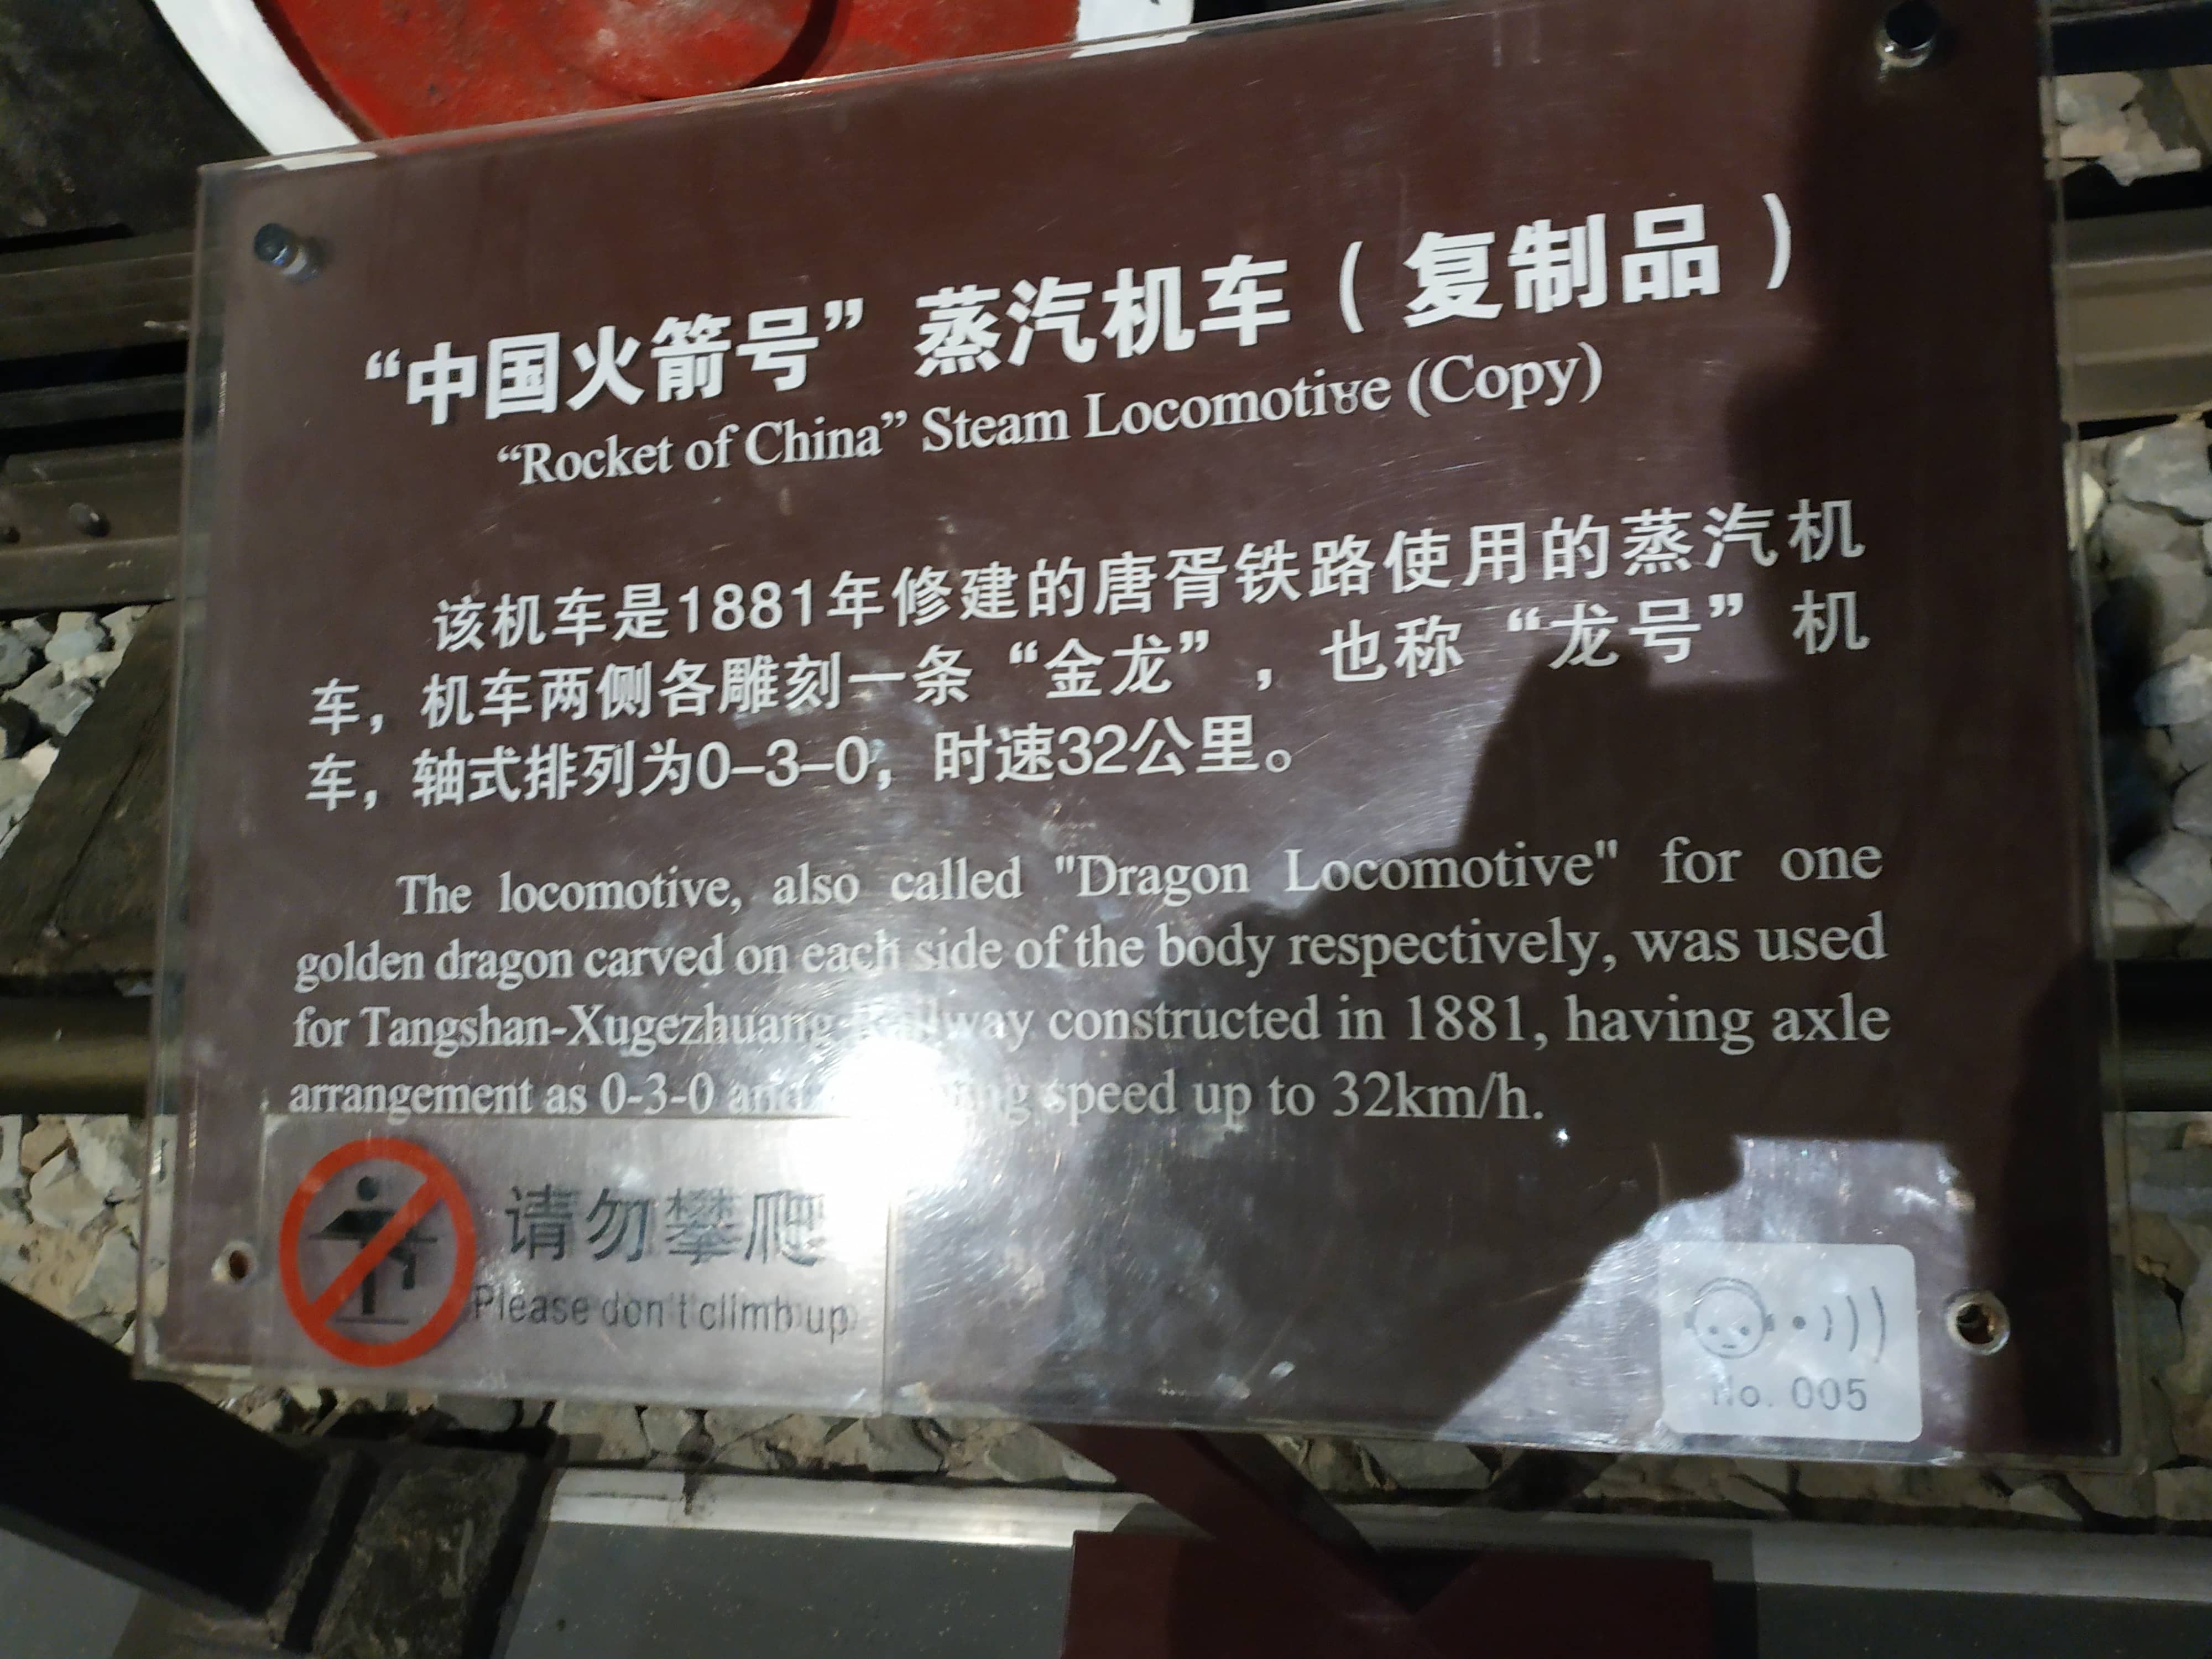 “中国火箭号”蒸汽机车（复制品）
“Rocket of China” Steam Locomotive (Copy)
该机车是1881年修建的唐胥铁路使用的蒸汽机
车，机车两侧各雕刻一条“金龙”，也称“龙号”机
车，轴式排列为0-3-0，时速32公里。
The locomotive, also called "Dragon Locomotive" for one
golden dragon carved on each side of the body respectively, was used
for Tangshan-Xugezhuang Railway constructed in 1881, having axle
arrangement as 0-3-0 and speed up to 32km/h.
请勿攀爬
Please don't climb up
No. 005